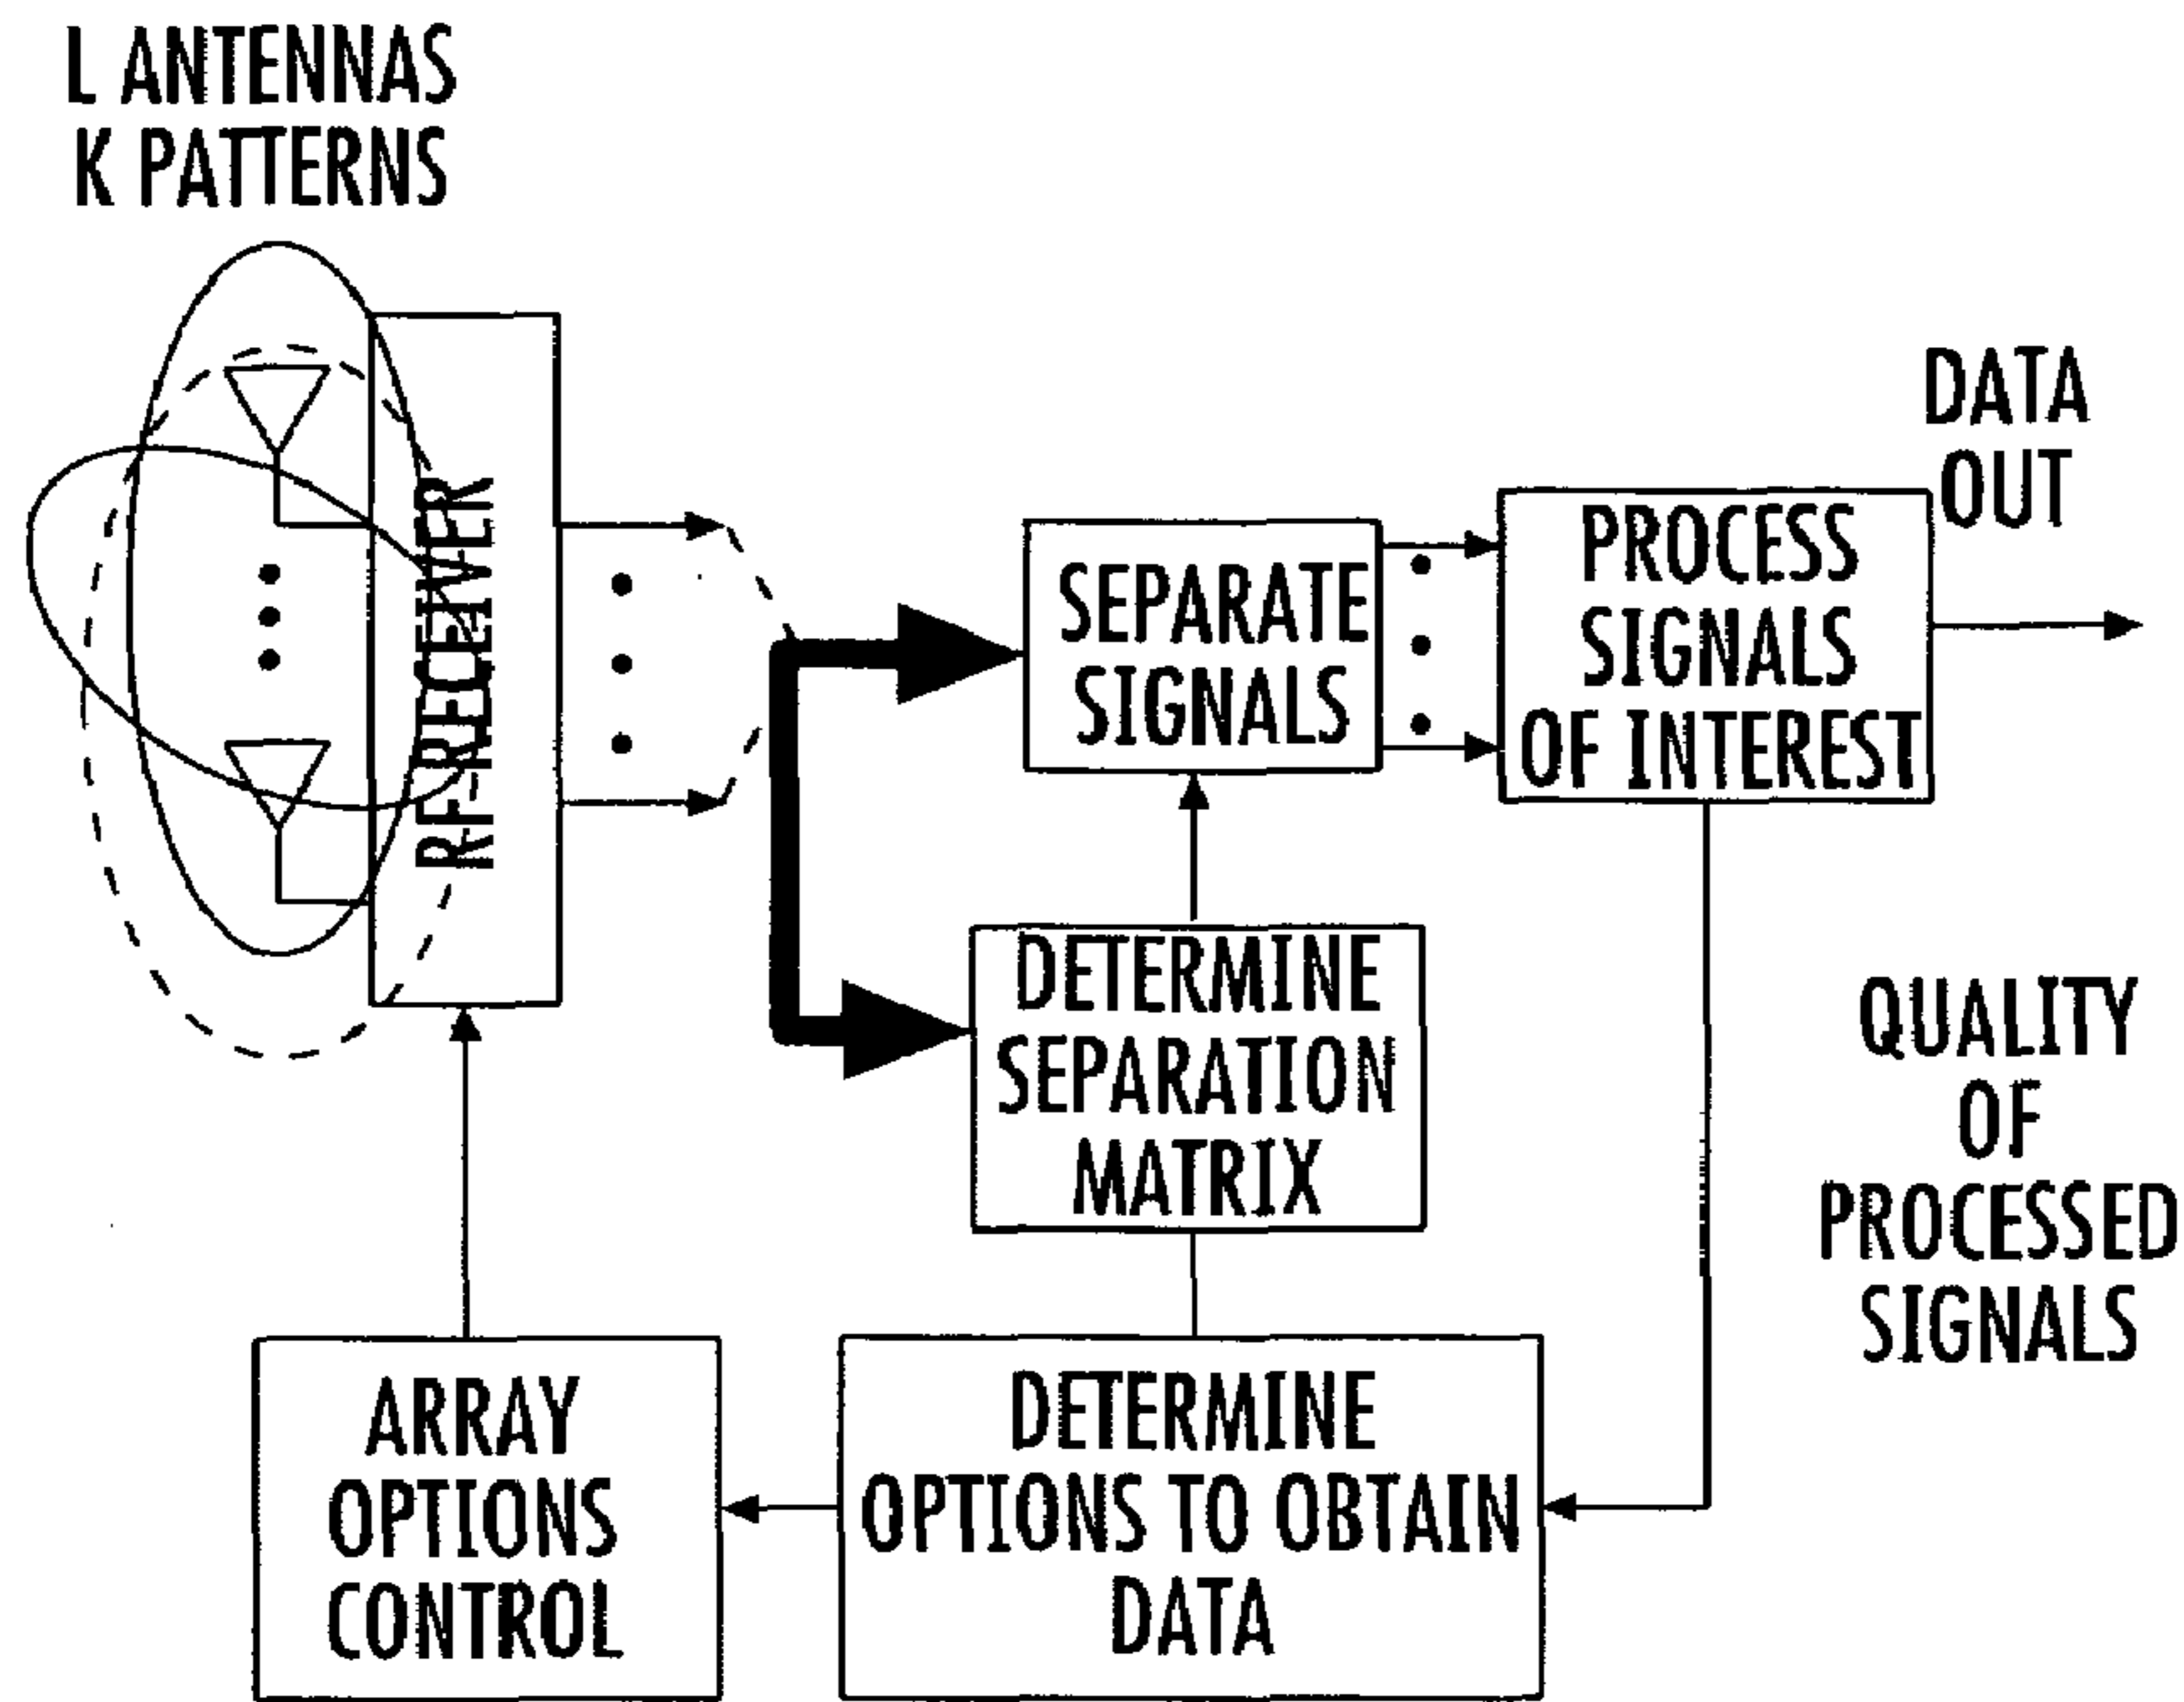 L ANTENNAS
K PATTERNS
RF RECEIVER
SEPARATE
SIGNALS
PROCESS
SIGNALS
OF INTEREST
DATA
OUT
DETERMINE
SEPARATION
MATRIX
QUALITY
OF
PROCESSED
SIGNALS
ARRAY
OPTIONS
CONTROL
DETERMINE
OPTIONS TO OBTAIN
DATA